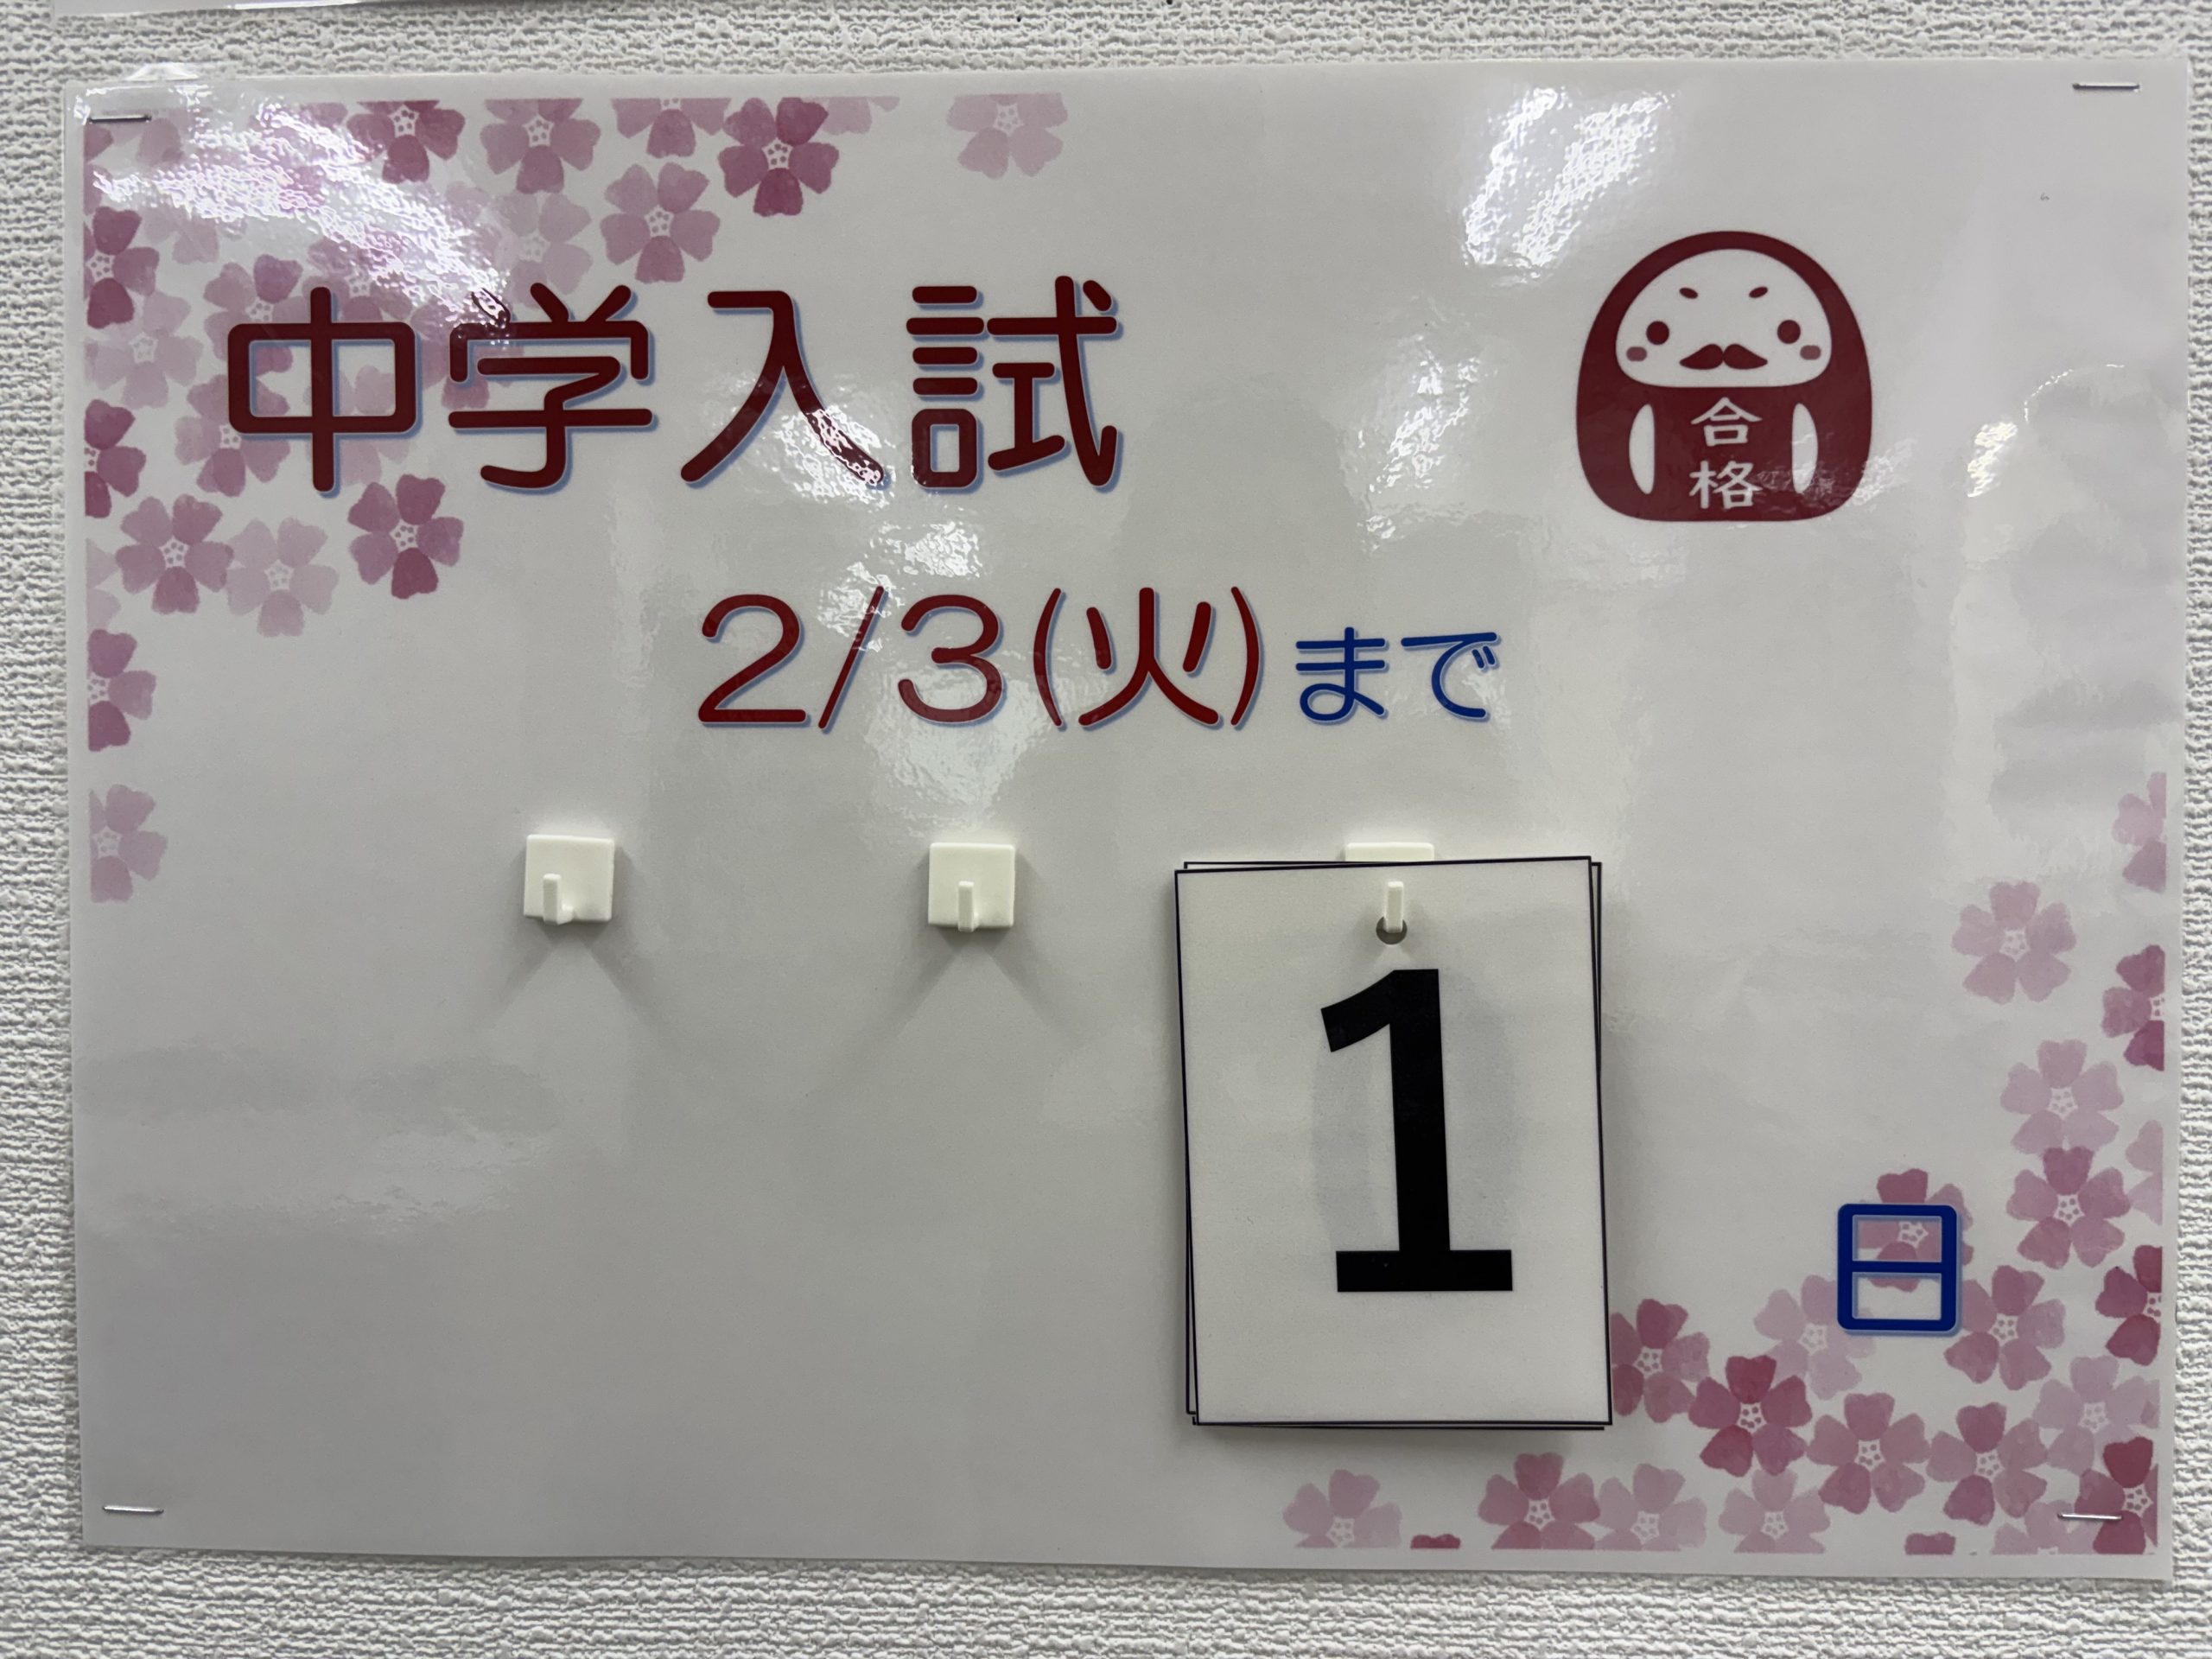 中学入試
合格
2/3(火)まで
1
日